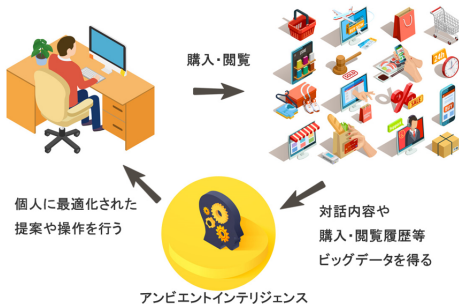 購入・閲覧
個人に最適化された
提案や操作を行う
対話内容や
購入・閲覧履歴等
ビッグデータを得る
アンビエントインテリジェンス
24H
SALE